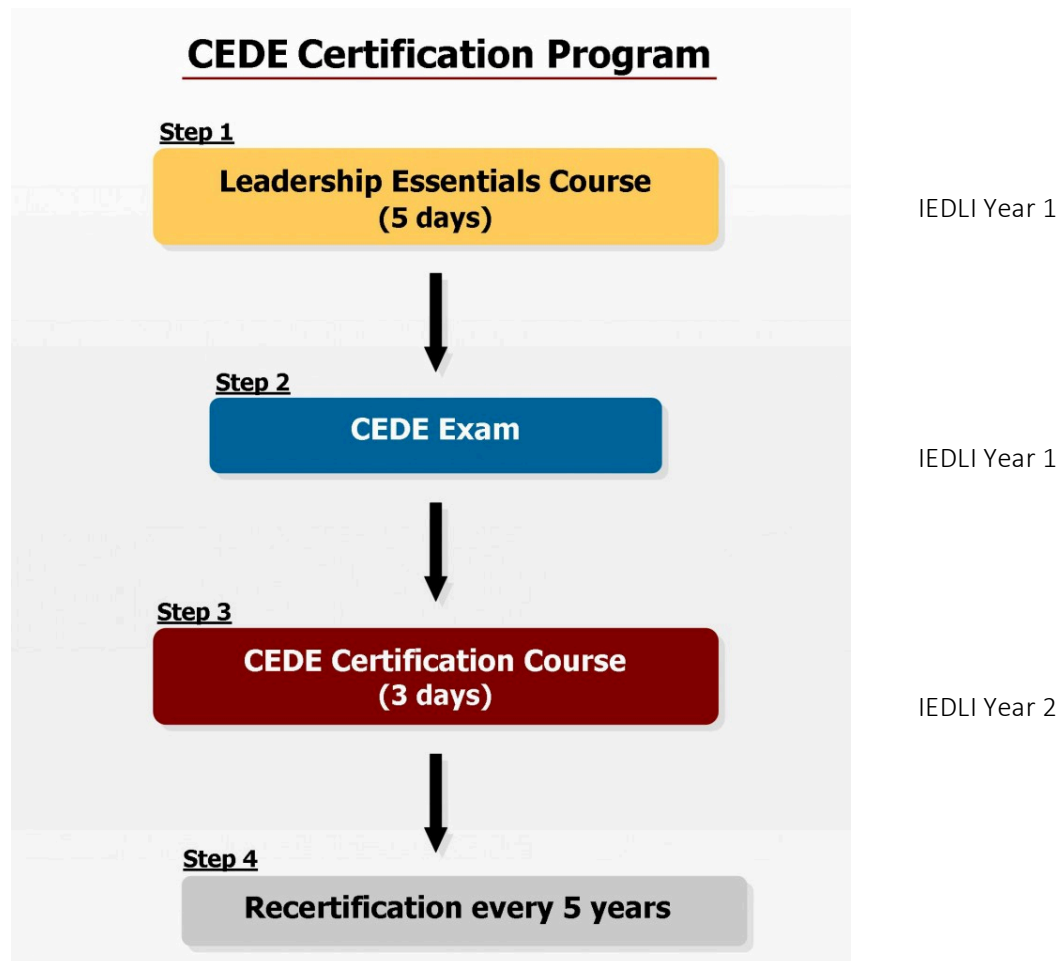 CEDE Certification Program
Step 1
Leadership Essentials Course
(5 days)
IEDLI Year 1
Step 2
CEDE Exam
IEDLI Year 1
Step 3
CEDE Certification Course
(3 days)
IEDLI Year 2
Step 4
Recertification every 5 years